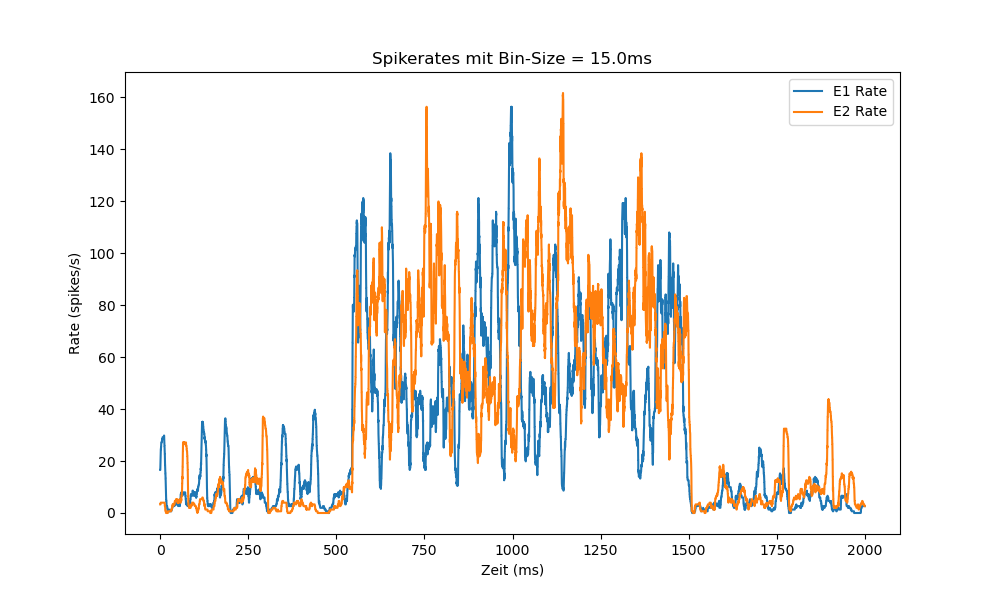 Spikerates mit Bin-Size = 15.0ms
E1 Rate
E2 Rate
160
140
120
100
80
60
40
20
0
Rate (spikes/s)
0 250 500 750 1000 1250 1500 1750 2000
Zeit (ms)